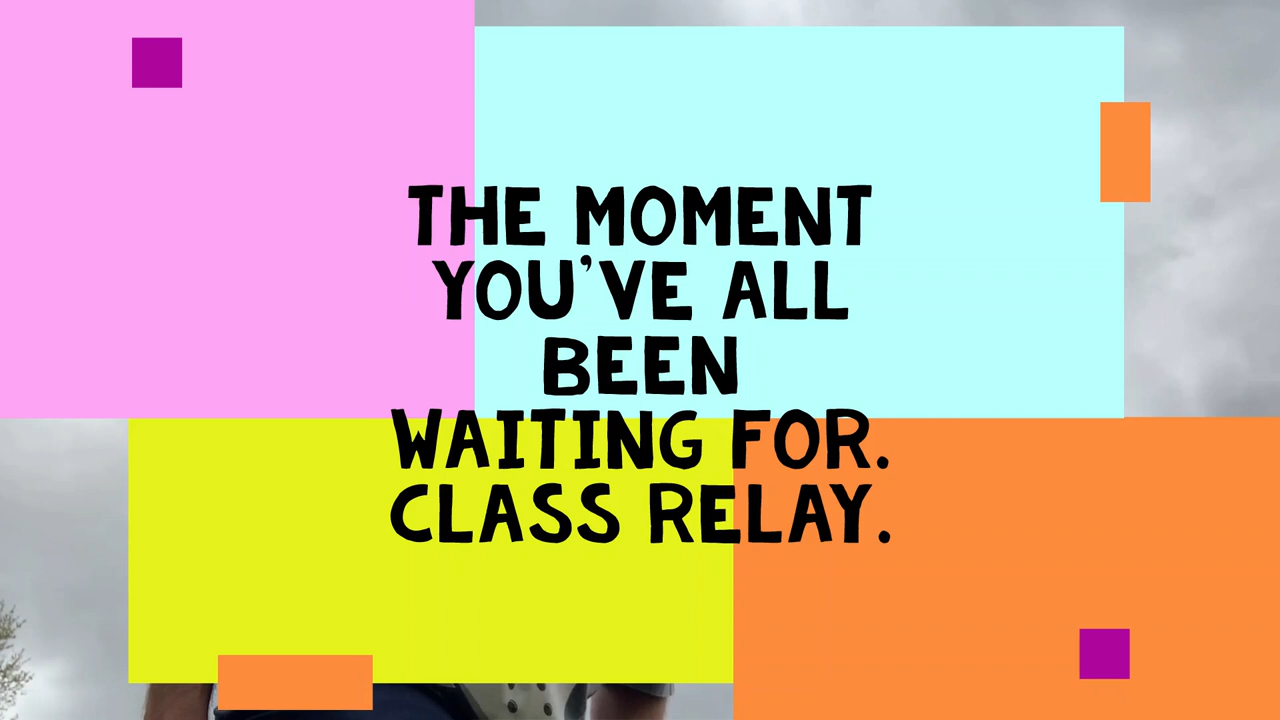 THE MOMENT
YOU'VE ALL
BEEN
WAITING FOR.
CLASS RELAY.